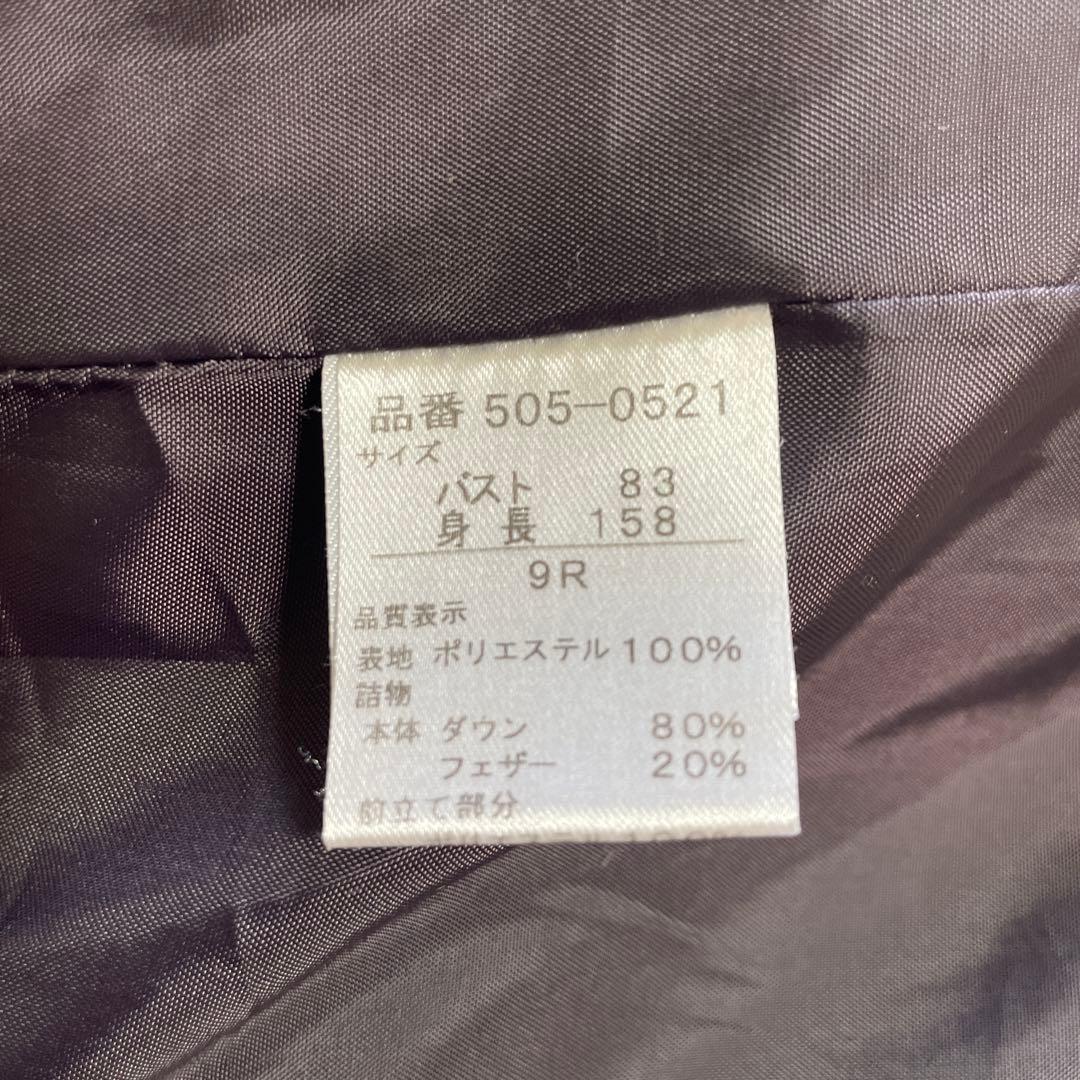 品番 505-0521
サイズ
バスト 83
身長 158
9R
品質表示
表地 ポリエステル 100%
詰物
本体 ダウン 80%
フェザー 20%
前立て部分